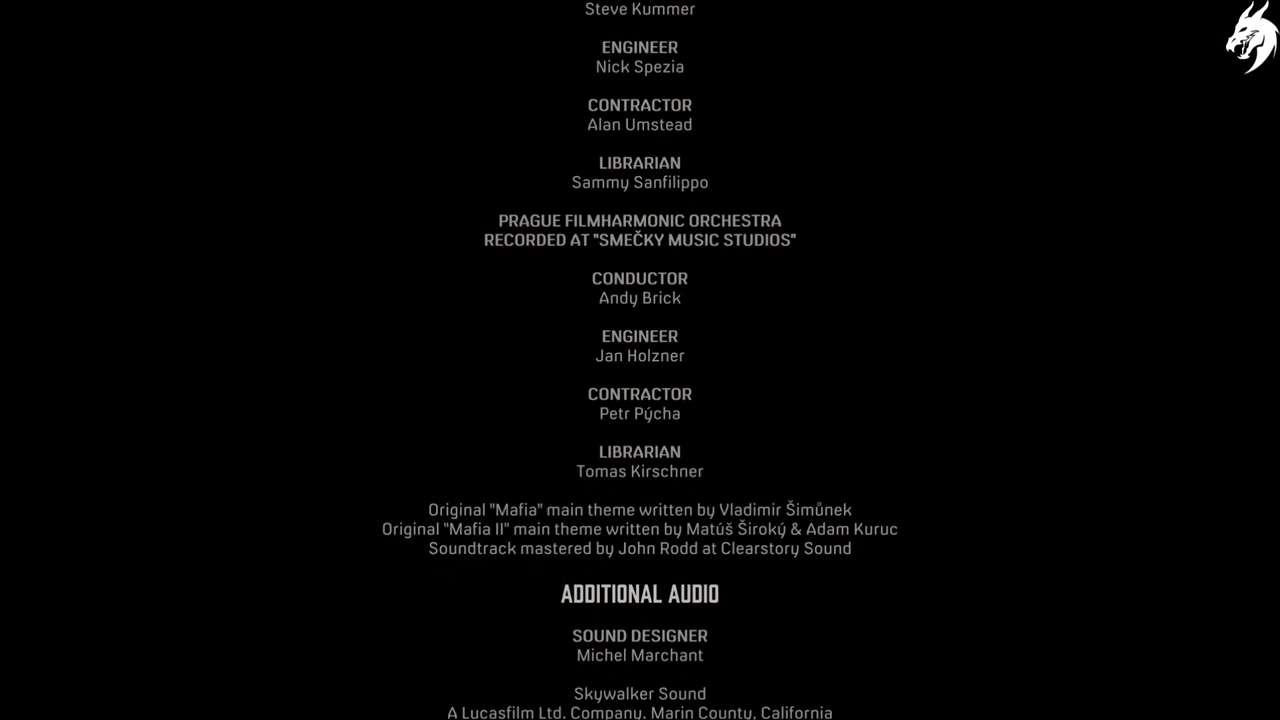 Steve Kummer
ENGINEER
Nick Spezia
CONTRACTOR
Alan Umstead
LIBRARIAN
Sammy Sanfilippo
PRAGUE FILMHARMONIC ORCHESTRA
RECORDED AT "SMEČKY MUSIC STUDIOS"
CONDUCTOR
Andy Brick
ENGINEER
Jan Holzner
CONTRACTOR
Petr Pýcha
LIBRARIAN
Tomas Kirschner
Original "Mafia" main theme written by Vladimir Šimůnek
Original "Mafia II" main theme written by Matúš Široký & Adam Kuruc
Soundtrack mastered by John Rodd at Clearstory Sound
ADDITIONAL AUDIO
SOUND DESIGNER
Michel Marchant
Skywalker Sound
A Lucasfilm Ltd. Company, Marin County, California